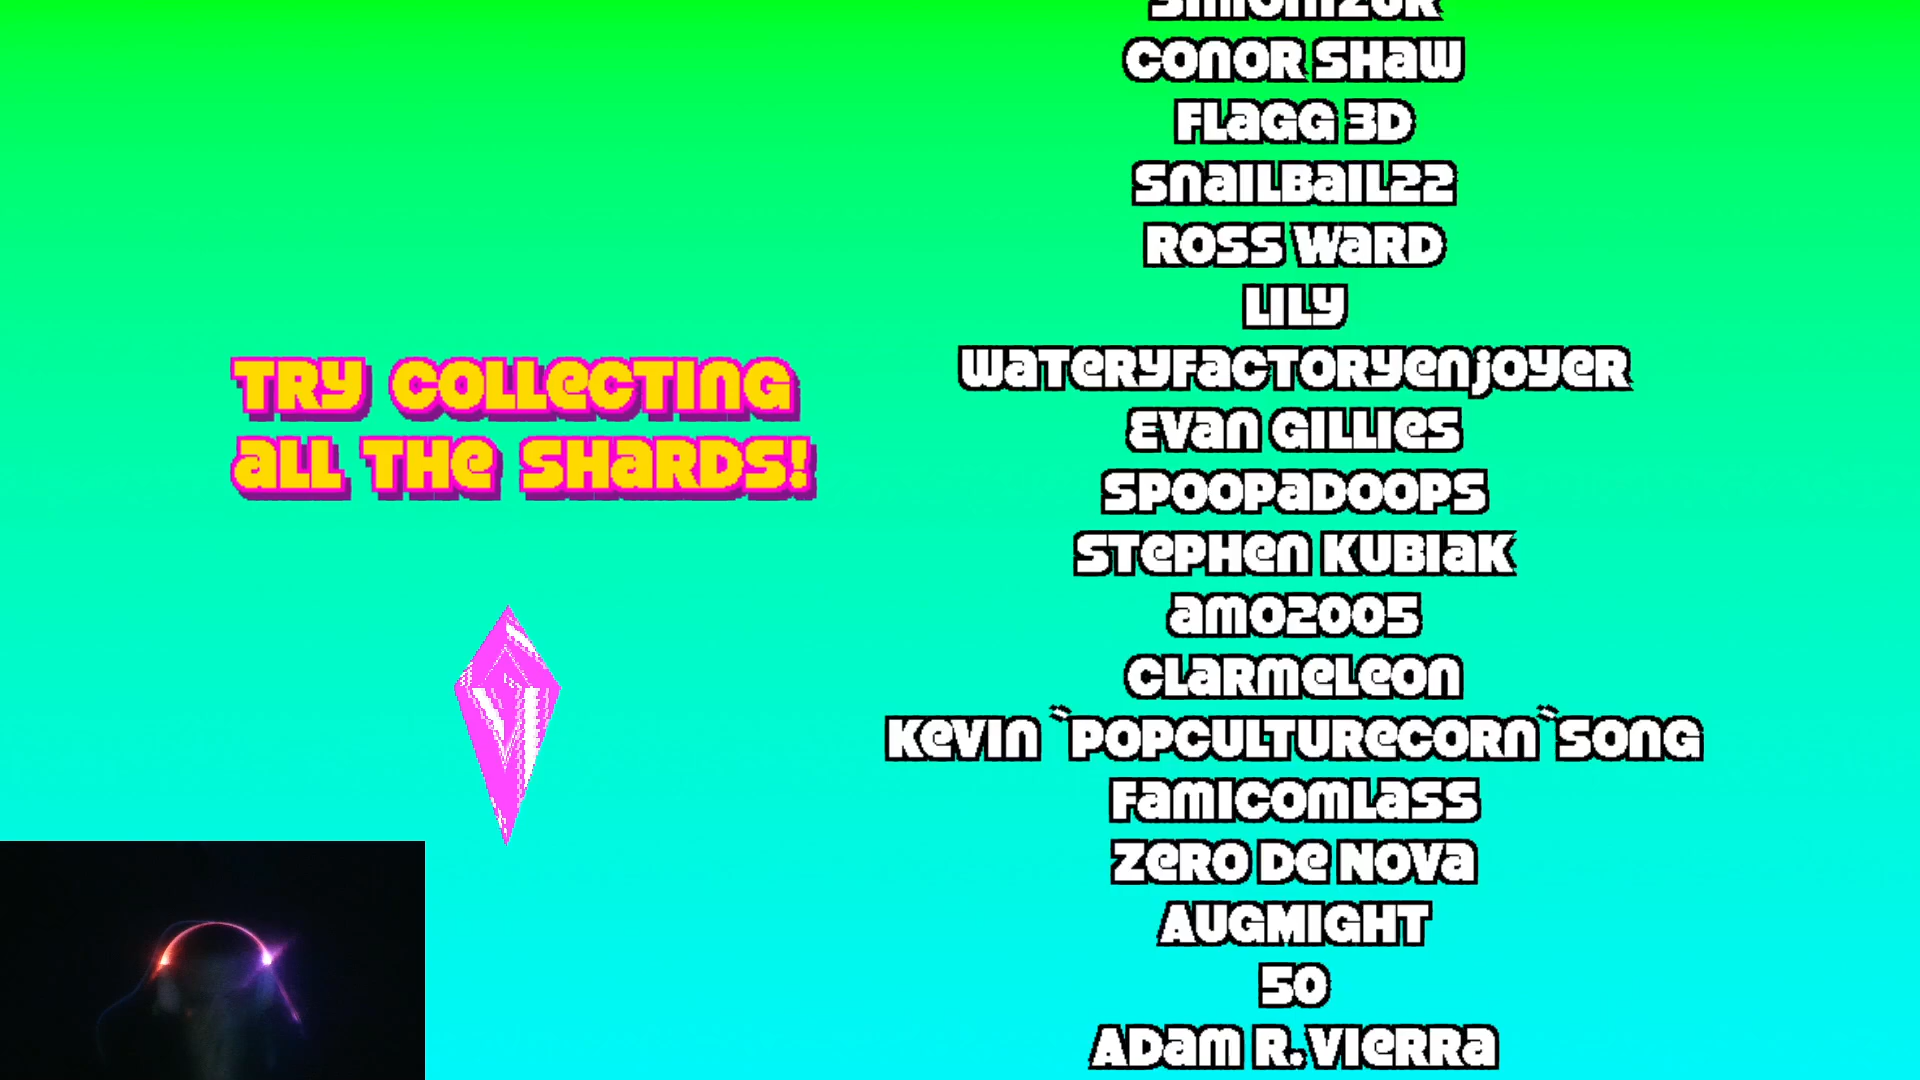 TRY COLLECTING
ALL THE SHARDS!
CONOR SHAW
FLAGG 3D
SNAILBAIL22
ROSS WARD
LILY
WATERYFACTORYENJOYER
EVAN GILLIES
SPOOPADOOPS
STEPHEN KUBIAK
AMO2005
CLARMELEON
KEVIN "POPCULTURECORN"SONG
FAMICOMLASS
ZERO DE NOVA
AUGMIGHT
50
ADAM R.VIERRA